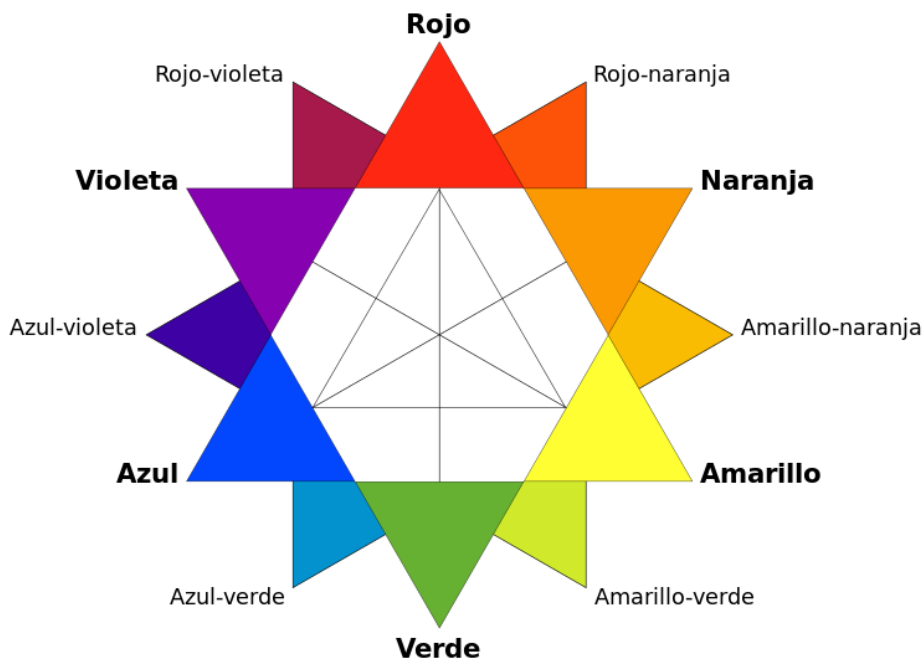 Rojo
Rojo-violeta
Rojo-naranja
Violeta
Naranja
Azul-violeta
Amarillo-naranja
Azul
Amarillo
Azul-verde
Amarillo-verde
Verde